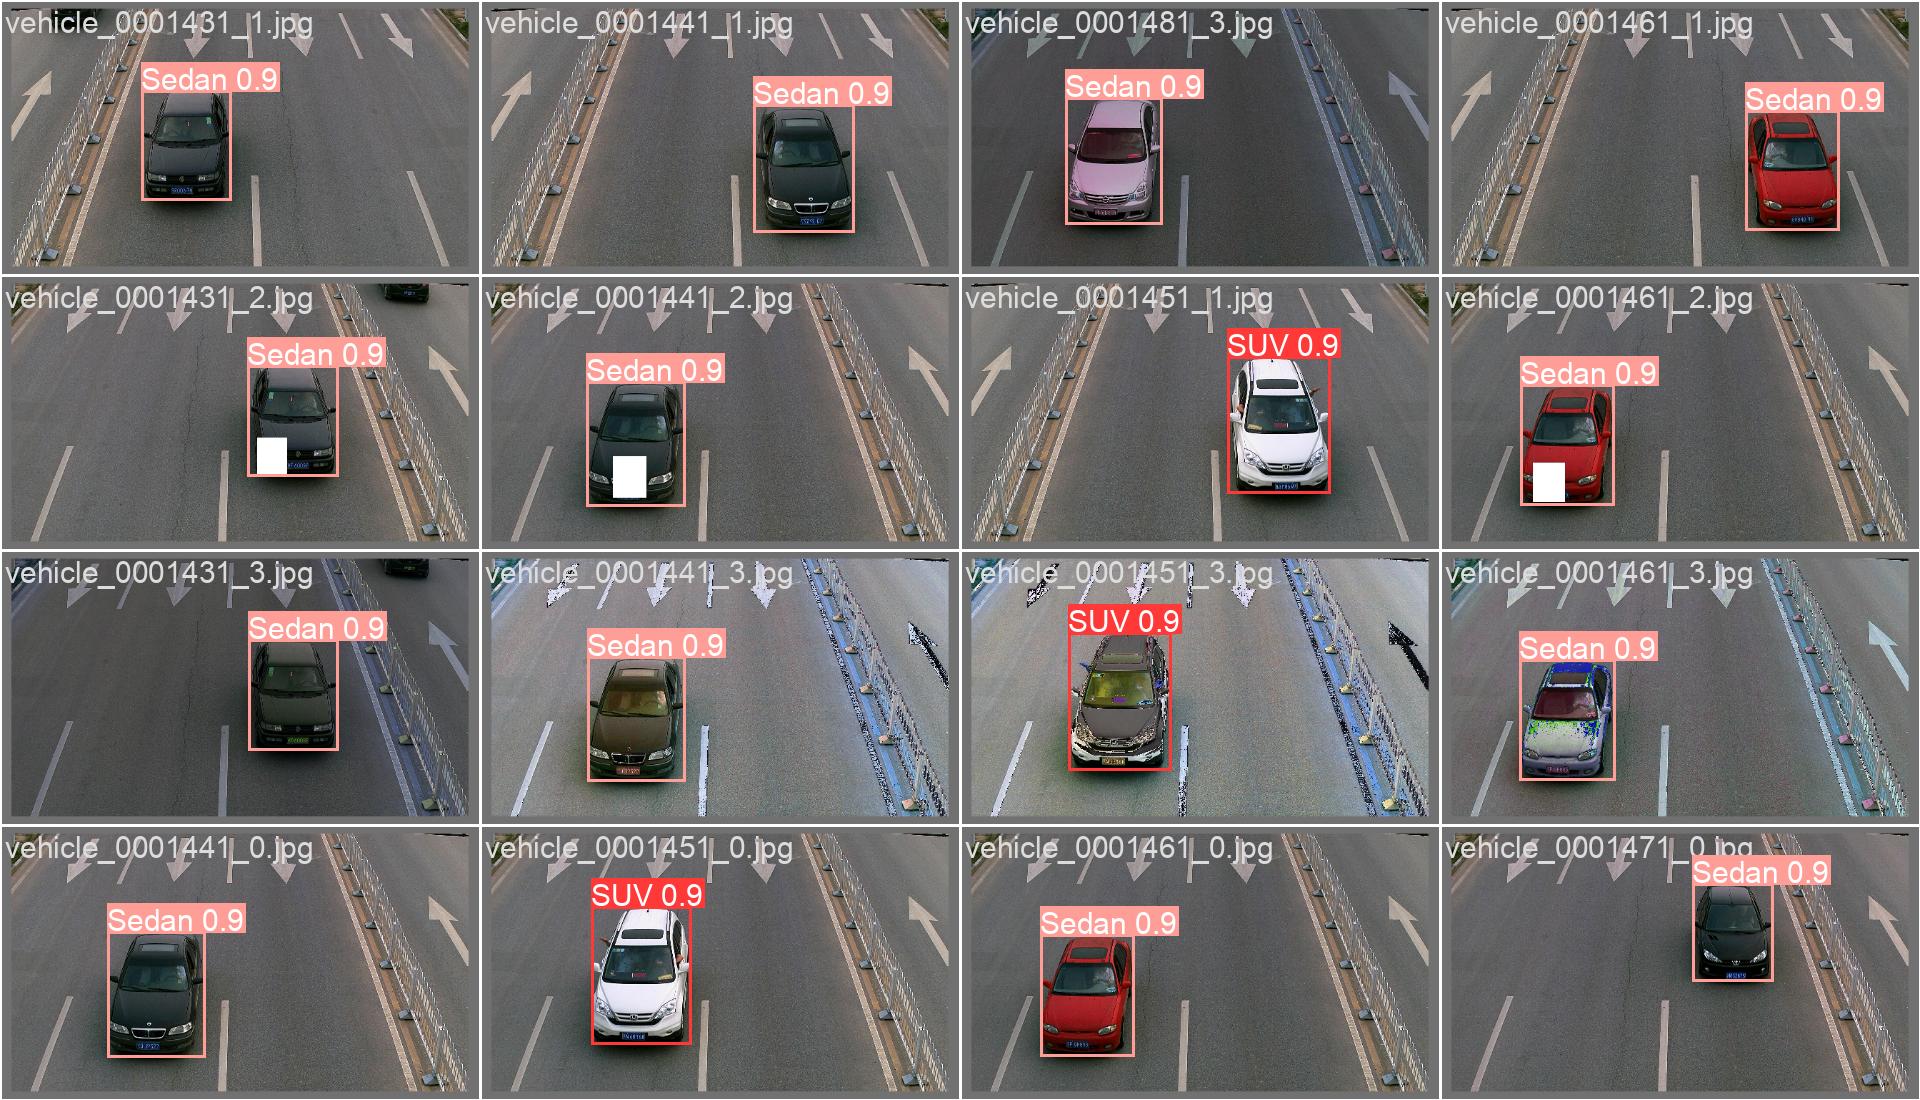 vehicle_0001431_1.jpg
Sedan 0.9
vehicle_0001441_1.jpg
Sedan 0.9
vehicle_0001481_3.jpg
Sedan 0.9
vehicle_0001461_1.jpg
Sedan 0.9
vehicle_0001431_2.jpg
Sedan 0.9
vehicle_0001441_2.jpg
Sedan 0.9
vehicle_0001451_1.jpg
SUV 0.9
vehicle_0001461_2.jpg
Sedan 0.9
vehicle_0001431_3.jpg
Sedan 0.9
vehicle_0001441_3.jpg
Sedan 0.9
vehicle_0001451_3.jpg
SUV 0.9
vehicle_0001461_3.jpg
Sedan 0.9
vehicle_0001441_0.jpg
Sedan 0.9
vehicle_0001451_0.jpg
SUV 0.9
vehicle_0001461_0.jpg
Sedan 0.9
vehicle_0001471_0.jpg
Sedan 0.9